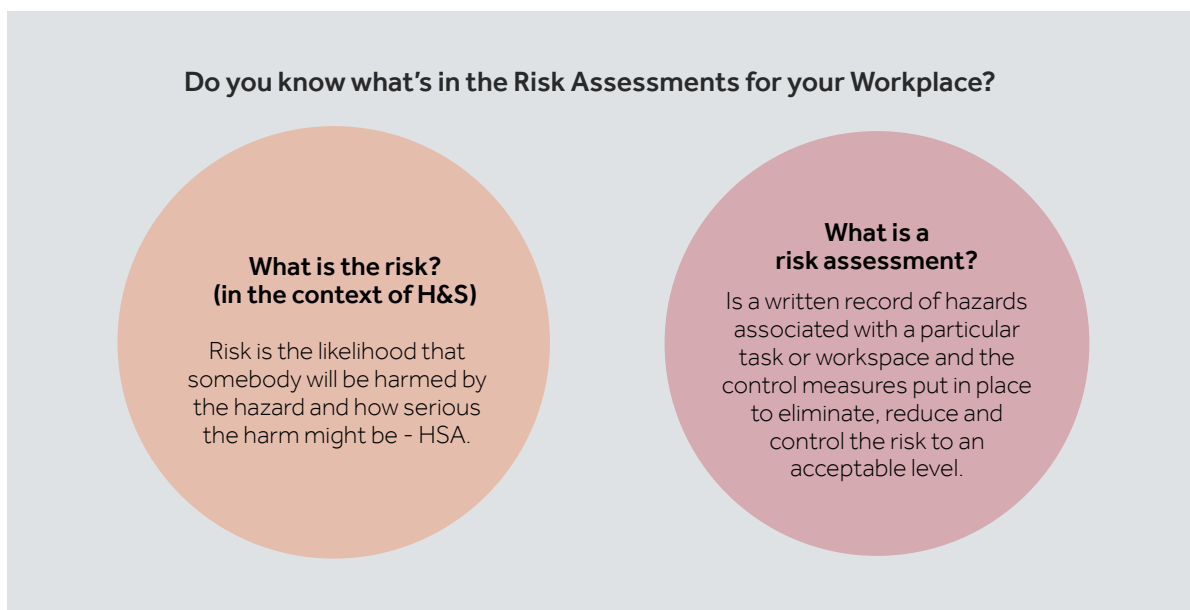 Do you know what's in the Risk Assessments for your Workplace?
What is the risk?
(in the context of H&S)
Risk is the likelihood that
somebody will be harmed by
the hazard and how serious
the harm might be - HSA.
What is a
risk assessment?
Is a written record of hazards
associated with a particular
task or workspace and the
control measures put in place
to eliminate, reduce and
control the risk to an
acceptable level.